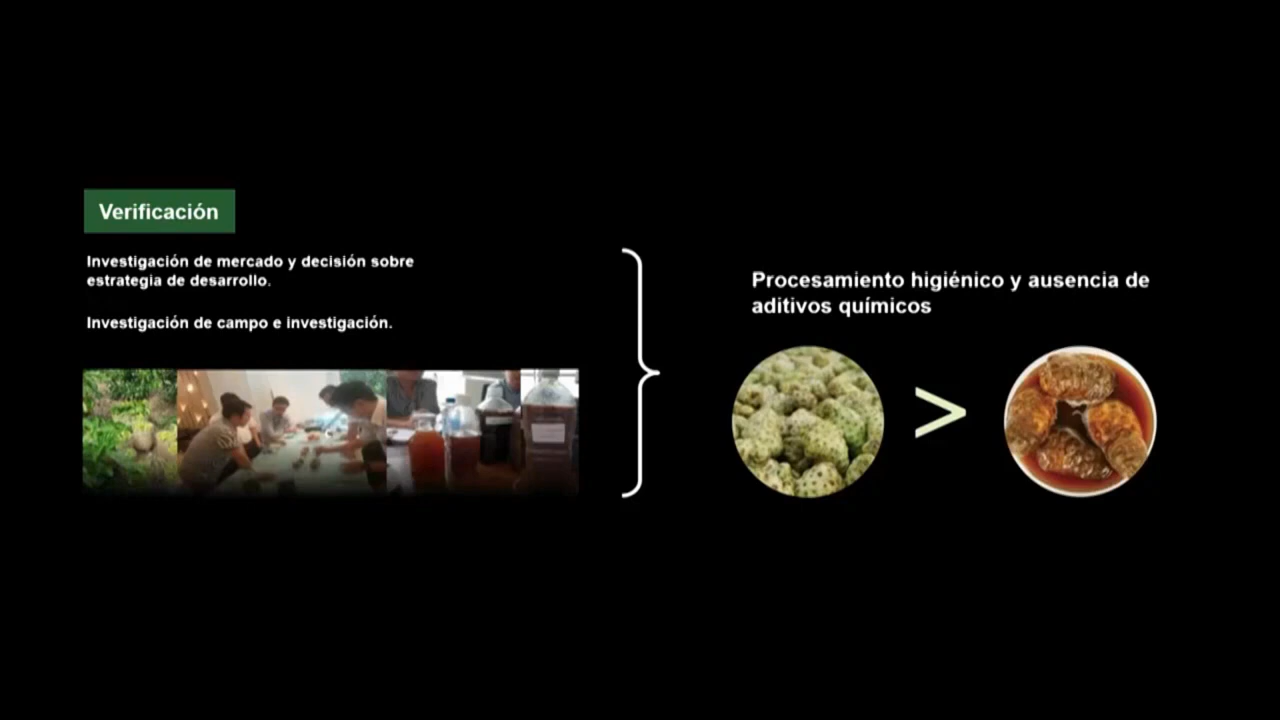 Verificación
Investigación de mercado y decisión sobre
estrategia de desarrollo.
Investigación de campo e investigación.
Procesamiento higiénico y ausencia de
aditivos químicos
>